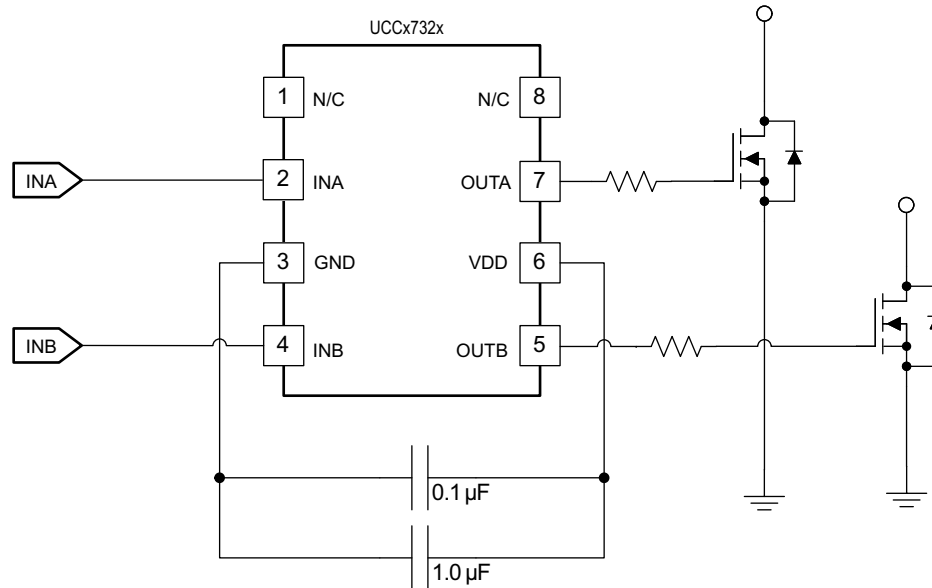 UCCx732x
1 N/C N/C 8
INA 2 INA OUTA 7
3 GND VDD 6
INB 4 INB OUTB 5
0.1 µF
1.0 µF